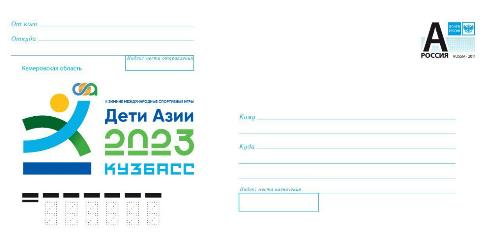 От кого
Откуда
Индекс места отправления
Кемеровская область
II ЗИМНИЕ МЕЖДУНАРОДНЫЕ СПОРТИВНЫЕ ИГРЫ
Дети Азии
2023
КУЗБАСС
А
РОССИЯ
ПОЧТА РОССИИ
Кому
Куда
Индекс места назначения